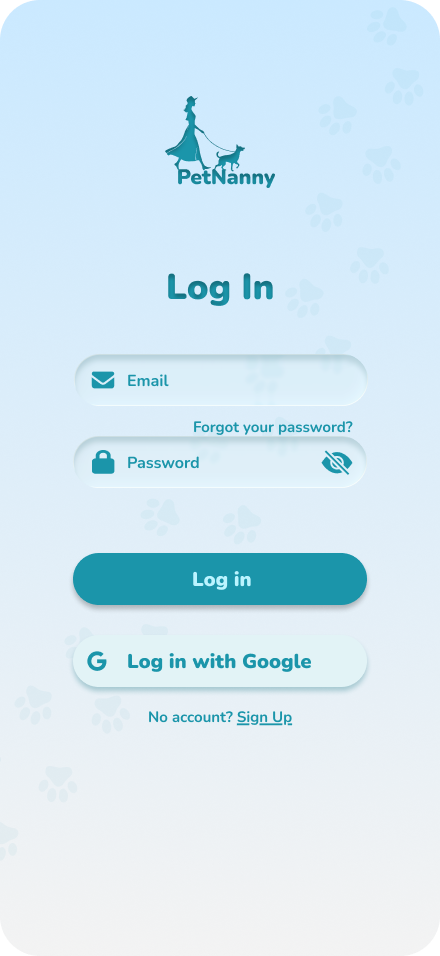 PetNanny
Log In
Email
Forgot your password?
Password
Log in
G Log in with Google
No account? Sign Up